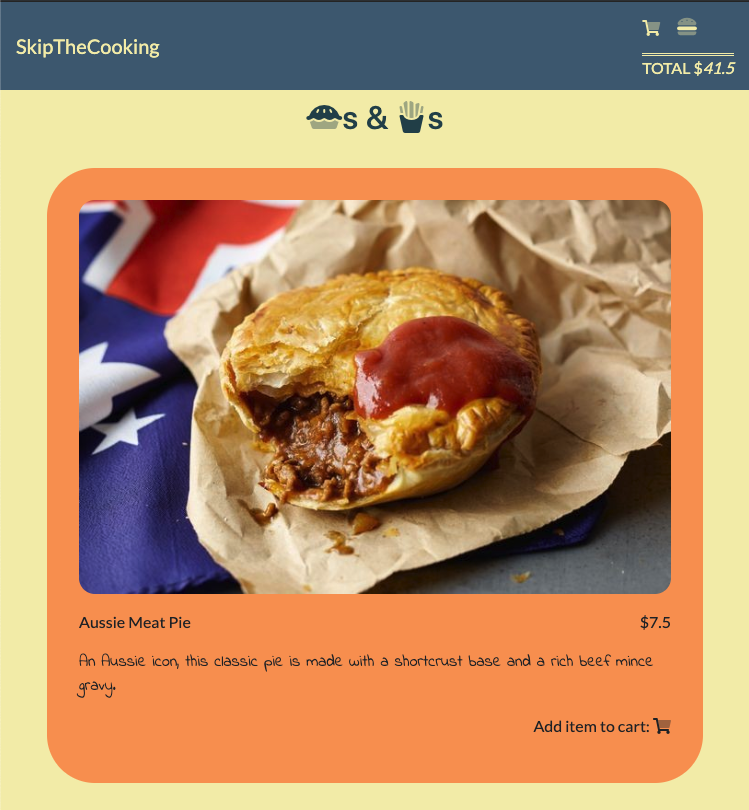 SkipTheCooking
TOTAL $41.5
s & s
Aussie Meat Pie $7.5
An Aussie icon, this classic pie is made with a shortcrust base and a rich beef mince
gravy.
Add item to cart: